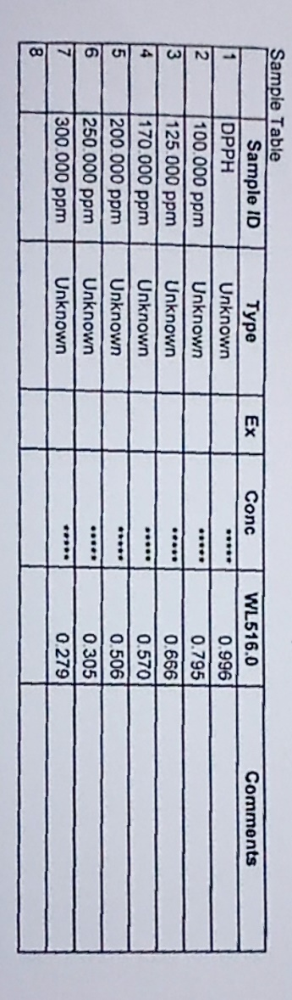 Sample Table
Sample ID Type Ex Conc WL516.0 Comments
1 DPPH Unknown ***** 0.996
2 100.000 ppm Unknown ***** 0.795
3 125.000 ppm Unknown ***** 0.666
4 170.000 ppm Unknown ***** 0.570
5 200.000 ppm Unknown ***** 0.506
6 250.000 ppm Unknown ***** 0.305
7 300.000 ppm Unknown ***** 0.279
8